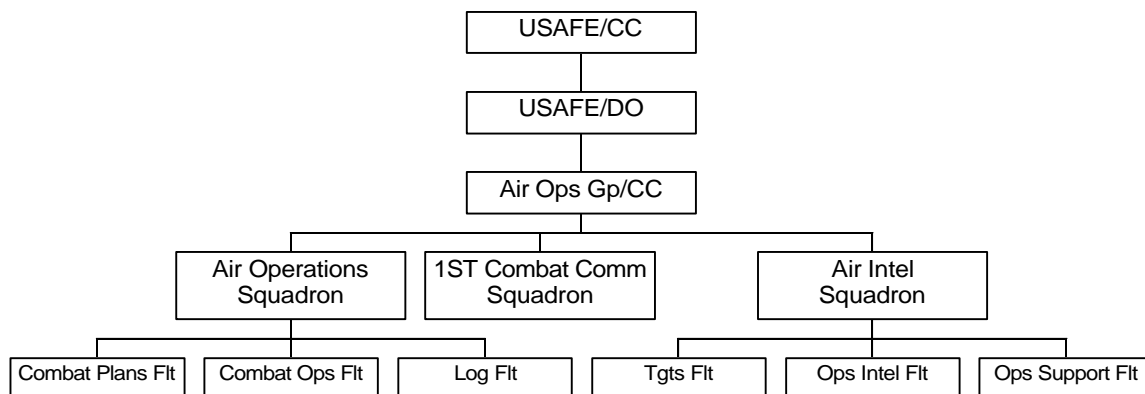 USAFE/CC
USAFE/DO
Air Ops Gp/CC
Air Operations
Squadron
1ST Combat Comm
Squadron
Air Intel
Squadron
Combat Plans Flt
Combat Ops Flt
Log Flt
Tgts Flt
Ops Intel Flt
Ops Support Flt